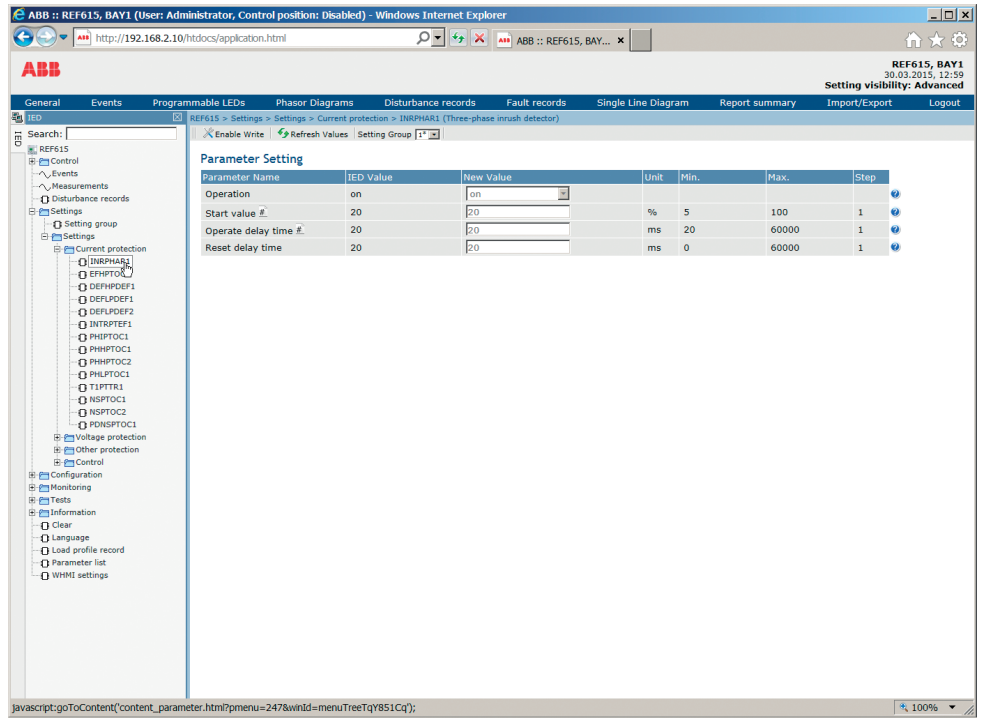 ABB :: REF615, BAY1 (User: Administrator, Control position: Disabled) - Windows Internet Explorer
http://192.168.2.10/htdocs/application.html
ABB :: REF615, BAY...
ABB
REF615, BAY1
30.03.2015, 12:59
Setting visibility: Advanced
General Events Programmable LEDs Phasor Diagrams Disturbance records Fault records Single Line Diagram Report summary Import/Export Logout
IED
IED
REF615 > Settings > Settings > Current protection > INRPHAR1 (Three-phase inrush detector)
Search:
Enable Write Refresh Values Setting Group 1*
REF615
Control
Events
Measurements
Disturbance records
Settings
Setting group
Settings
Current protection
INRPHAR1
EFHPTOC1
DEFHPDEF1
DEFLPDEF1
DEFLPDEF2
INTRPTEF1
PHIPTOC1
PHHPTOC1
PHHPTOC2
PHLPTOC1
T1PTTR1
NSPTOC1
NSPTOC2
PDNSPTOC1
Voltage protection
Other protection
Control
Configuration
Monitoring
Tests
Information
Clear
Language
Load profile record
Parameter list
WHMI settings
Parameter Setting
Parameter Name IED Value New Value Unit Min. Max. Step
Operation on on
Start value # 20 20 % 5 100 1
Operate delay time # 20 20 ms 20 60000 1
Reset delay time 20 20 ms 0 60000 1
javascript:goToContent('content_parameter.html?pmenu=247&winId=menuTreeTqY851Cq');
100%